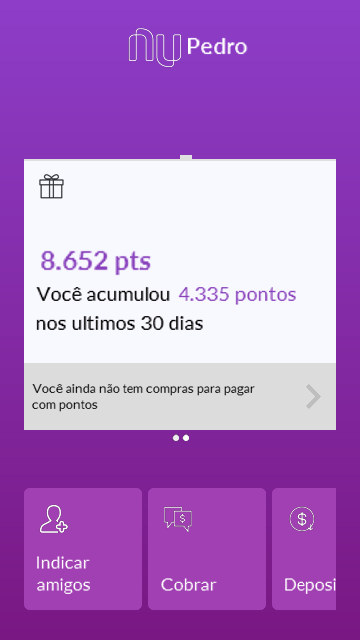 nu Pedro
8.652 pts
Você acumulou 4.335 pontos
nos ultimos 30 dias
Você ainda não tem compras para pagar
com pontos
Indicar
amigos
Cobrar
Deposi